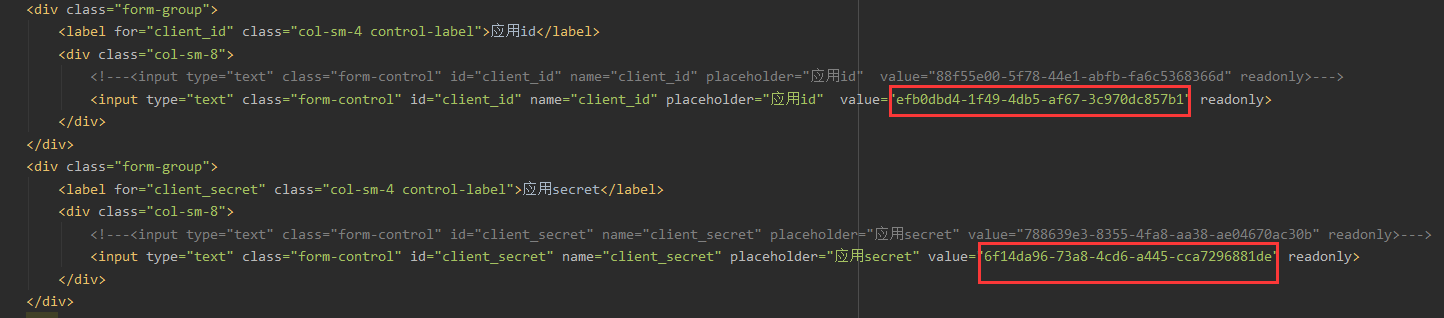 <div class="form-group">
<label for="client_id" class="col-sm-4 control-label">应用id</label>
<div class="col-sm-8">
<!---<input type="text" class="form-control" id="client_id" name="client_id" placeholder="应用id"  value="88f55e00-5f78-44e1-abfb-fa6c5368366d" readonly>--->
<input type="text" class="form-control" id="client_id" name="client_id" placeholder="应用id"  value="efb0dbd4-1f49-4db5-af67-3c970dc857b1" readonly>
</div>
</div>
<div class="form-group">
<label for="client_secret" class="col-sm-4 control-label">应用secret</label>
<div class="col-sm-8">
<!---<input type="text" class="form-control" id="client_secret" name="client_secret" placeholder="应用secret" value="788639e3-8355-4fa8-aa38-ae04670ac30b" readonly>--->
<input type="text" class="form-control" id="client_secret" name="client_secret" placeholder="应用secret" value="6f14da96-73a8-4cd6-a445-cca7296881de" readonly>
</div>
</div>